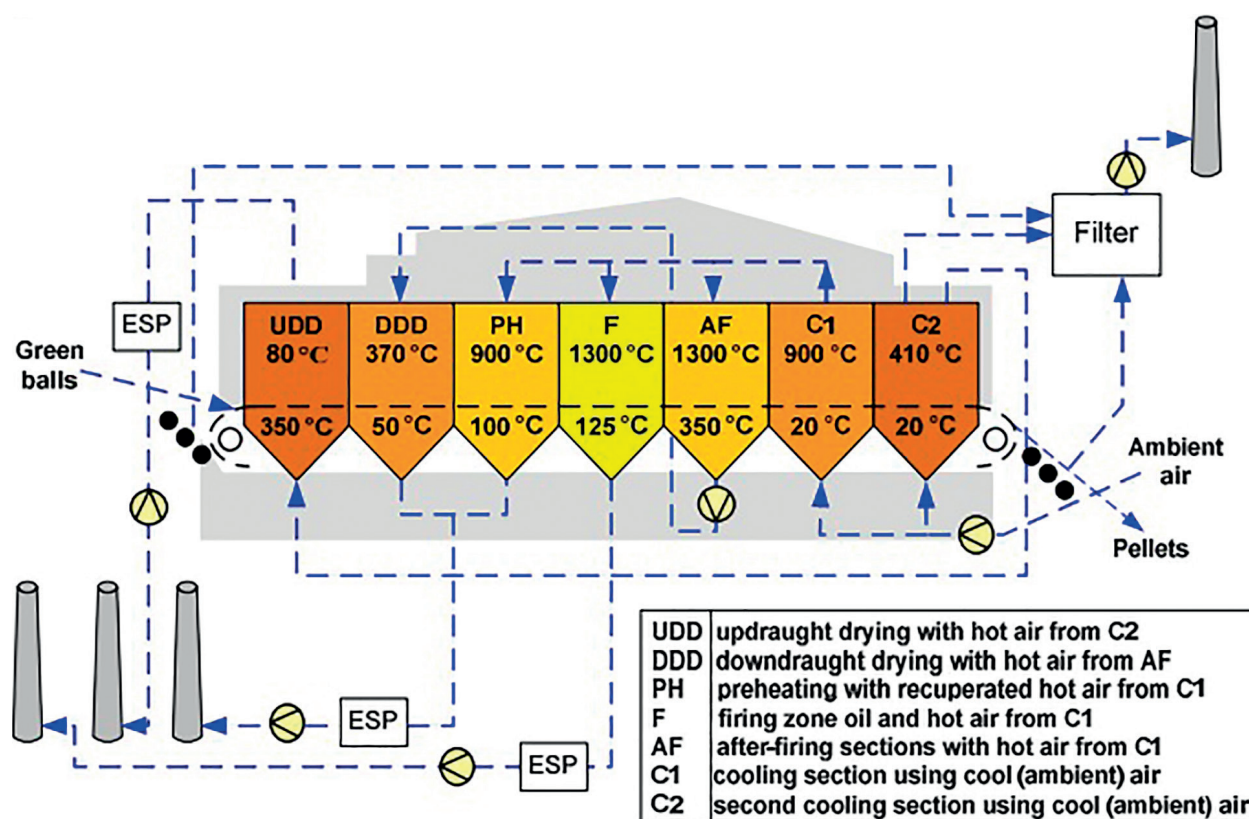 Filter
ESP
Green
balls
UDD
80 °C
350 °C
DDD
370 °C
50 °C
PH
900 °C
100 °C
F
1300 °C
125 °C
AF
1300 °C
350 °C
C1
900 °C
20 °C
C2
410 °C
20 °C
Ambient
air
Pellets
ESP
ESP
UDD updraught drying with hot air from C2
DDD downdraught drying with hot air from AF
PH preheating with recuperated hot air from C1
F firing zone oil and hot air from C1
AF after-firing sections with hot air from C1
C1 cooling section using cool (ambient) air
C2 second cooling section using cool (ambient) air